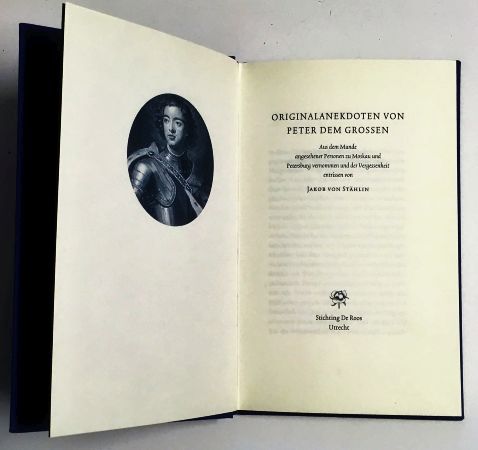 ORIGINALANEKDOTEN VON
PETER DEM GROSSEN
Aus dem Munde
angesehener Personen zu Moskau und
Petersburg vernommen und der Vergessenheit
entrissen von
JAKOB VON STÄHLIN
Stichting De Roos
Utrecht